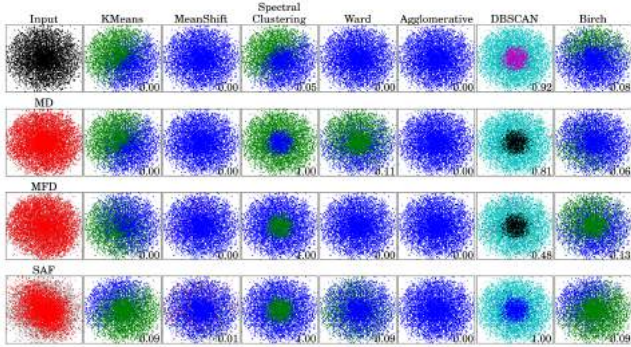 Input KMeans MeanShift Spectral Clustering Ward Agglomerative DBSCAN Birch
0.00 0.00 0.05 0.00 0.00 0.92 0.08
MD
0.00 0.00 1.00 0.11 0.00 0.81 0.06
MFD
0.00 0.00 1.00 0.00 0.00 0.48 0.13
SAF
0.09 0.01 1.00 0.09 0.00 1.00 0.09